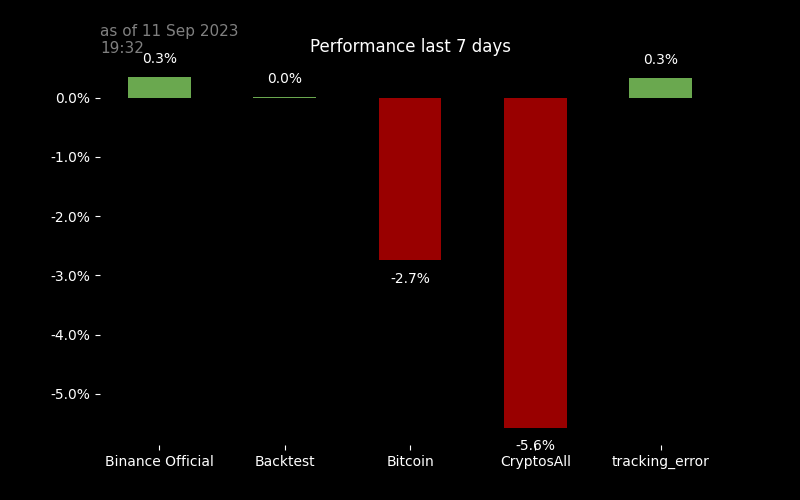 as of 11 Sep 2023
19:32
Performance last 7 days
0.3%
0.0%
-2.7%
-5.6%
0.3%
0.0%
-1.0%
-2.0%
-3.0%
-4.0%
-5.0%
Binance Official
Backtest
Bitcoin
CryptosAll
tracking_error